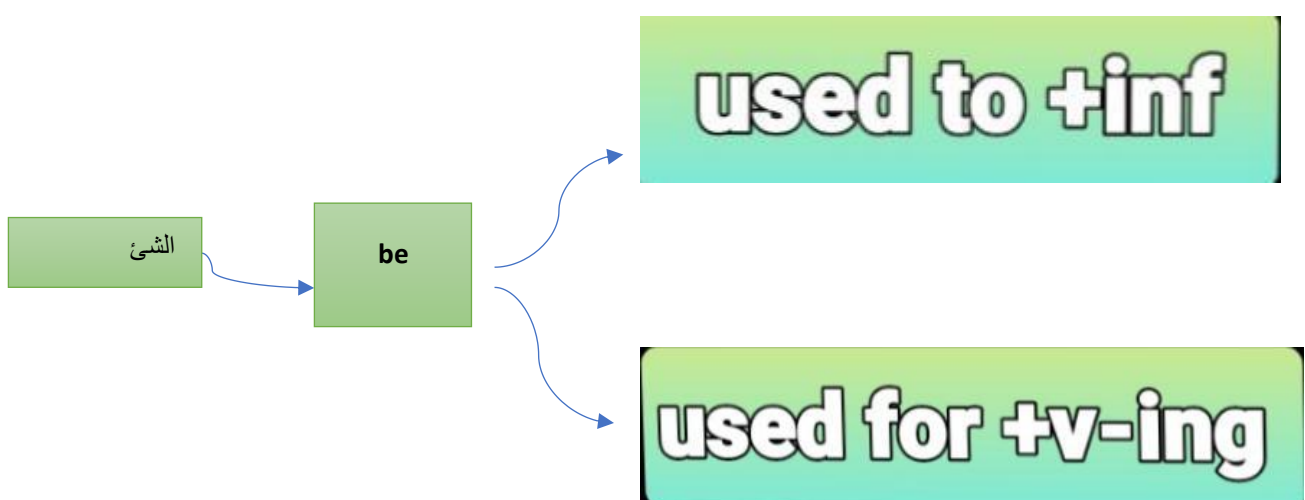 الشئ
be
used to +inf
used for +v-ing